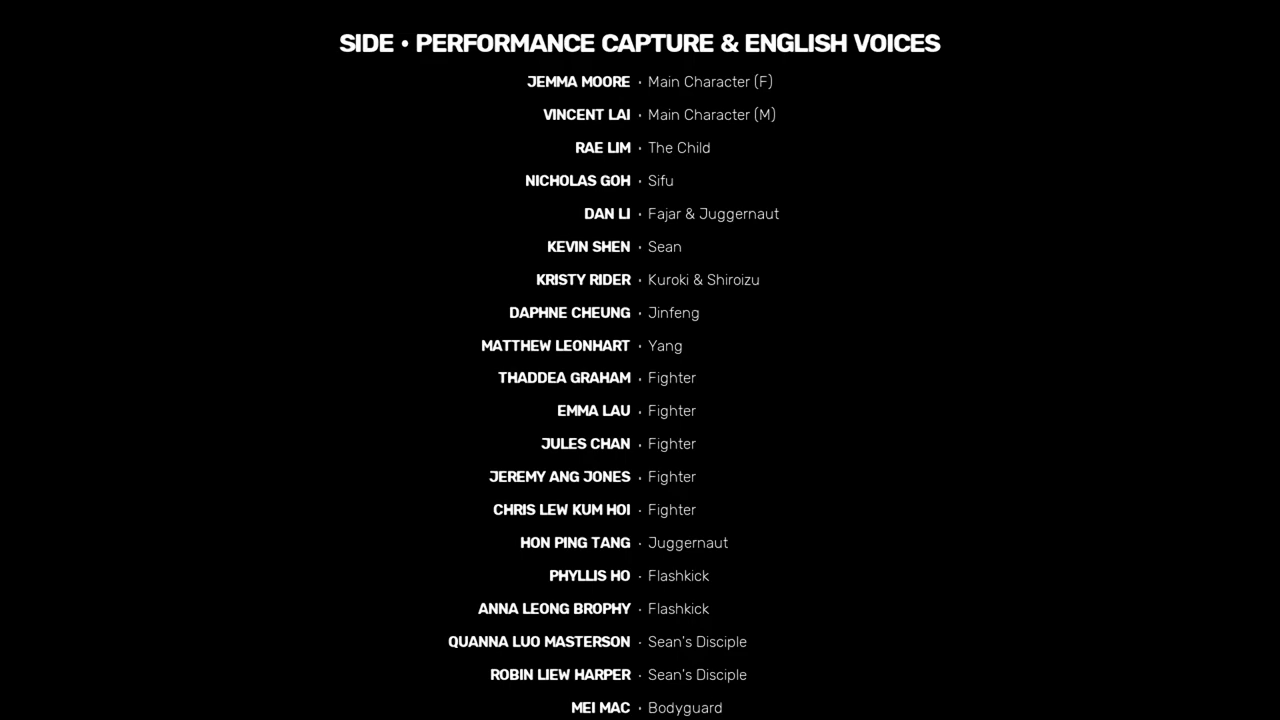 SIDE • PERFORMANCE CAPTURE & ENGLISH VOICES
JEMMA MOORE • Main Character (F)
VINCENT LAI • Main Character (M)
RAE LIM • The Child
NICHOLAS GOH • Sifu
DAN LI • Fajar & Juggernaut
KEVIN SHEN • Sean
KRISTY RIDER • Kuroki & Shiroizu
DAPHNE CHEUNG • Jinfeng
MATTHEW LEONHART • Yang
THADDEA GRAHAM • Fighter
EMMA LAU • Fighter
JULES CHAN • Fighter
JEREMY ANG JONES • Fighter
CHRIS LEW KUM HOI • Fighter
HON PING TANG • Juggernaut
PHYLLIS HO • Flashkick
ANNA LEONG BROPHY • Flashkick
QUANNA LUO MASTERSON • Sean's Disciple
ROBIN LIEW HARPER • Sean's Disciple
MEI MAC • Bodyguard